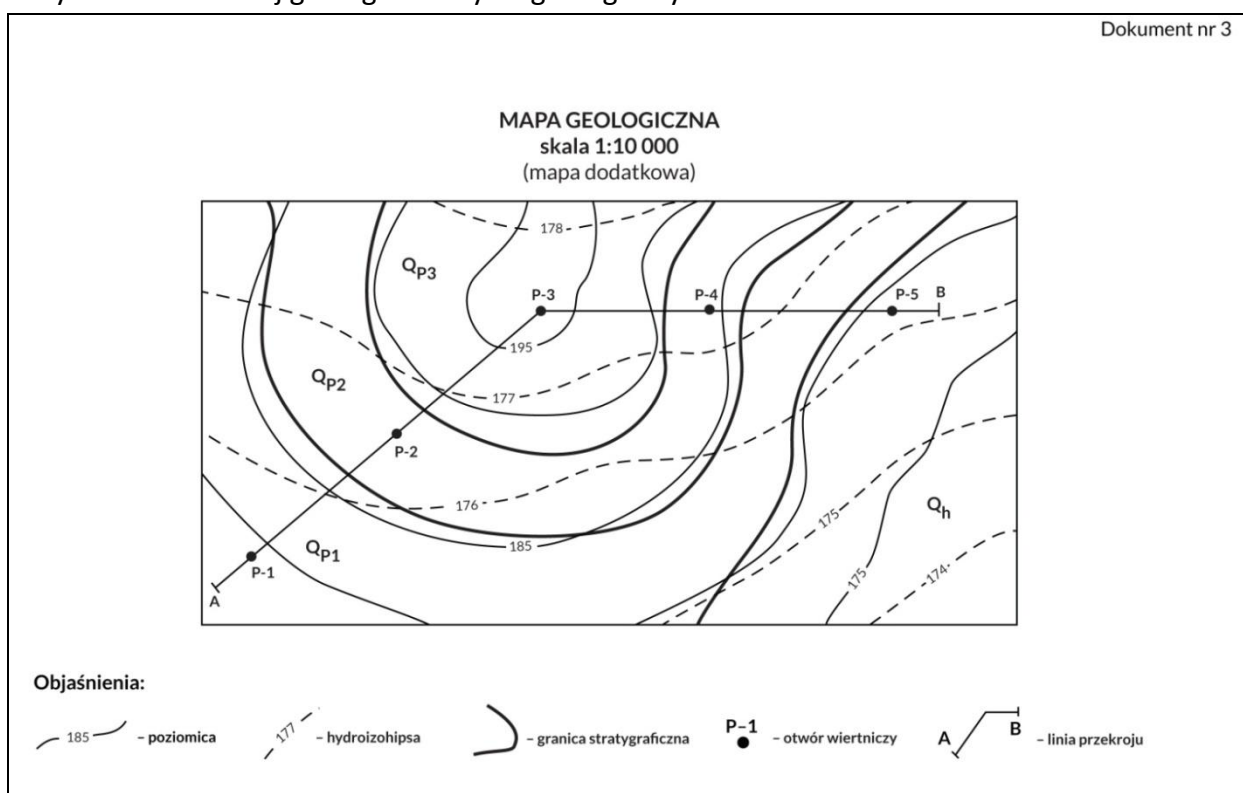 Dokument nr 3
MAPA GEOLOGICZNA
skala 1:10 000
(mapa dodatkowa)
178
QP3
P-3
P-4
P-5
B
195
QP2
177
P-2
176
175
Qh
QP1
185
P-1
A
175
174
Objaśnienia:
185 – poziomica
177 – hydroizohipsa
– granica stratygraficzna
P–1 – otwór wiertniczy
A B – linia przekroju